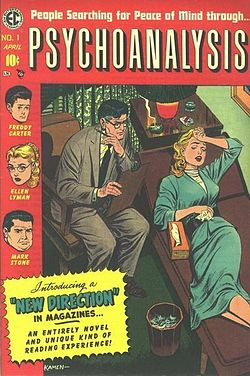 EC
People Searching for Peace of Mind through...
NO. 1
APRIL
10¢
PSYCHOANALYSIS
FREDDY
CARTER
ELLEN
LYMAN
MARK
STONE
Introducing a
"NEW DIRECTION"
IN MAGAZINES...
AN ENTIRELY NOVEL
AND UNIQUE KIND OF
READING EXPERIENCE!
KAMEN—